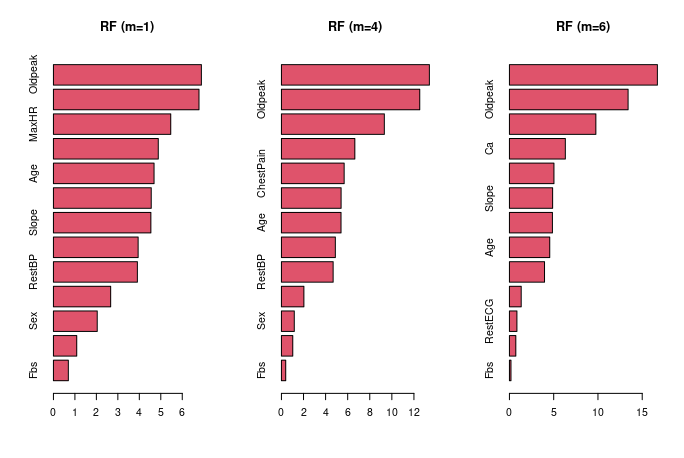 RF (m=1)
Oldpeak
MaxHR
Age
Slope
RestBP
Sex
Fbs
0 1 2 3 4 5 6
RF (m=4)
Oldpeak
ChestPain
Age
RestBP
Sex
Fbs
0 2 4 6 8 10 12
RF (m=6)
Oldpeak
Ca
Slope
Age
RestECG
Fbs
0 5 10 15